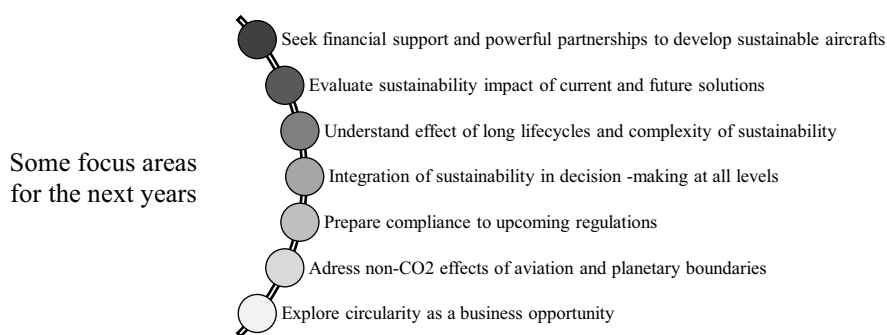 Seek financial support and powerful partnerships to develop sustainable aircrafts
Evaluate sustainability impact of current and future solutions
Understand effect of long lifecycles and complexity of sustainability
Some focus areas
for the next years
Integration of sustainability in decision -making at all levels
Prepare compliance to upcoming regulations
Adress non-CO2 effects of aviation and planetary boundaries
Explore circularity as a business opportunity